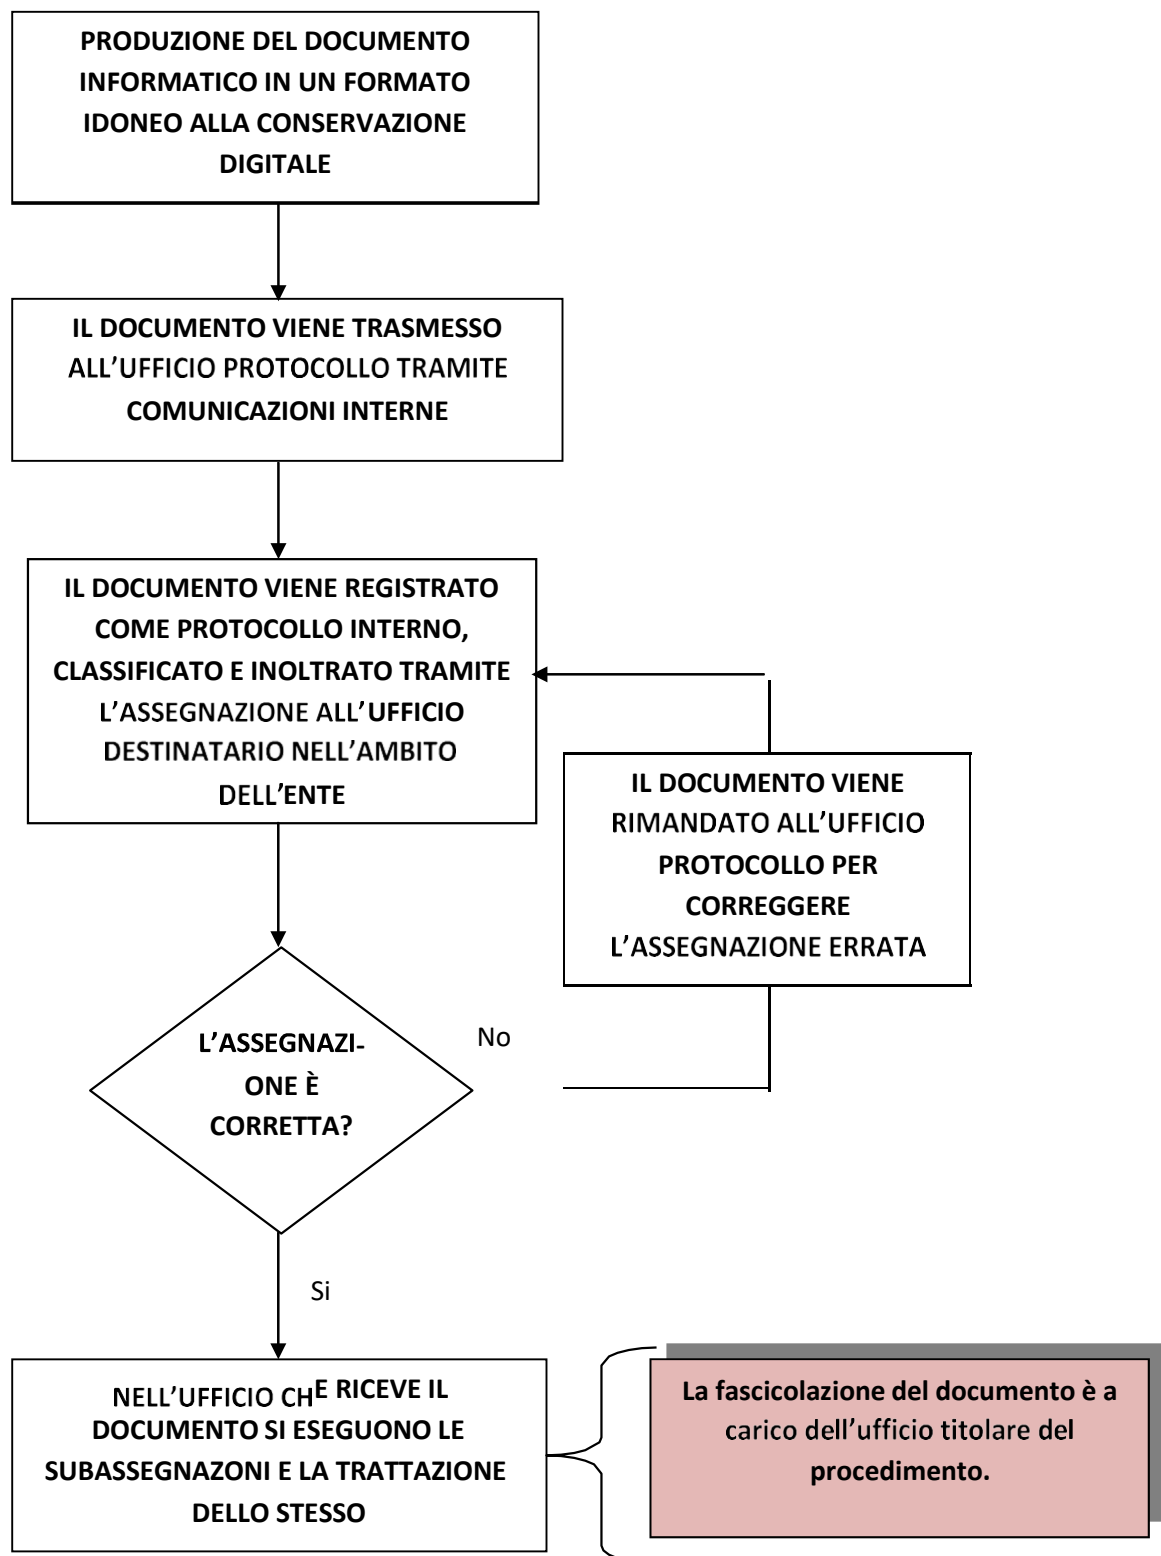 PRODUZIONE DEL DOCUMENTO
INFORMATICO IN UN FORMATO
IDONEO ALLA CONSERVAZIONE
DIGITALE
IL DOCUMENTO VIENE TRASMESSO
ALL’UFFICIO PROTOCOLLO TRAMITE
COMUNICAZIONI INTERNE
IL DOCUMENTO VIENE REGISTRATO
COME PROTOCOLLO INTERNO,
CLASSIFICATO E INOLTRATO TRAMITE
L’ASSEGNAZIONE ALL’UFFICIO
DESTINATARIO NELL’AMBITO
DELL’ENTE
IL DOCUMENTO VIENE
RIMANDATO ALL’UFFICIO
PROTOCOLLO PER
CORREGGERE
L’ASSEGNAZIONE ERRATA
L’ASSEGNAZI-
ONE È
CORRETTA?
No
Si
NELL’UFFICIO CHE RICEVE IL
DOCUMENTO SI ESEGUONO LE
SUBASSEGNAZONI E LA TRATTAZIONE
DELLO STESSO
La fascicolazione del documento è a
carico dell’ufficio titolare del
procedimento.